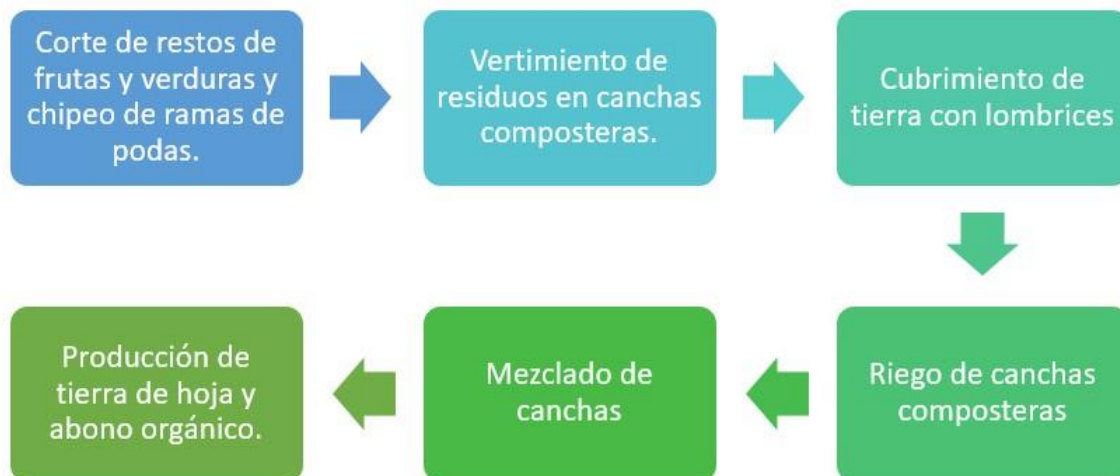 Corte de restos de
frutas y verduras y
chipeo de ramas de
podas.
Vertimiento de
residuos en canchas
composteras.
Cubrimiento de
tierra con lombrices
Riego de canchas
composteras
Mezclado de
canchas
Producción de
tierra de hoja y
abono orgánico.